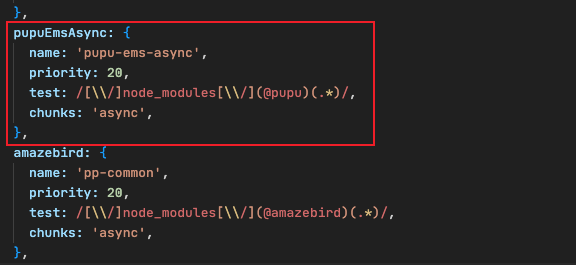 },
pupuEmsAsync: {
name: 'pupu-ems-async',
priority: 20,
test: /[\\/]node_modules[\\/](@pupu)(.*)/,
chunks: 'async',
},
amazebird: {
name: 'pp-common',
priority: 20,
test: /[\\/]node_modules[\\/](@amazebird)(.*)/,
chunks: 'async',
},